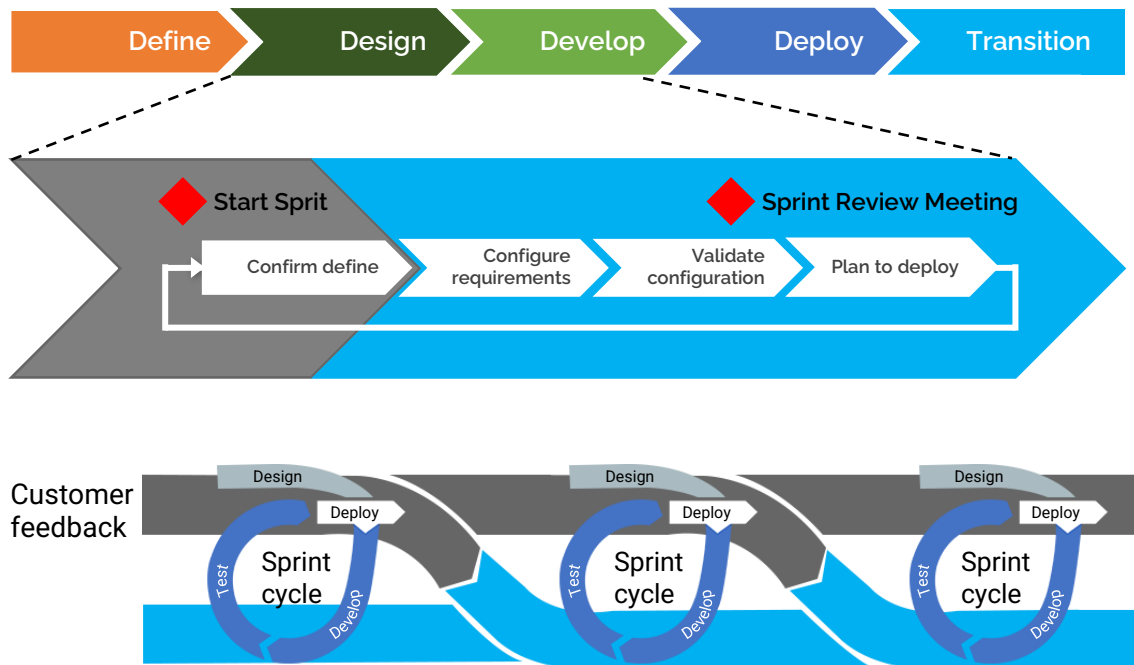 Define
Design
Develop
Deploy
Transition
Start Sprit
Sprint Review Meeting
Confirm define
Configure
requirements
Validate
configuration
Plan to deploy
Customer
feedback
Design
Deploy
Sprint
cycle
Test
Develop
Design
Deploy
Sprint
cycle
Test
Develop
Design
Deploy
Sprint
cycle
Test
Develop